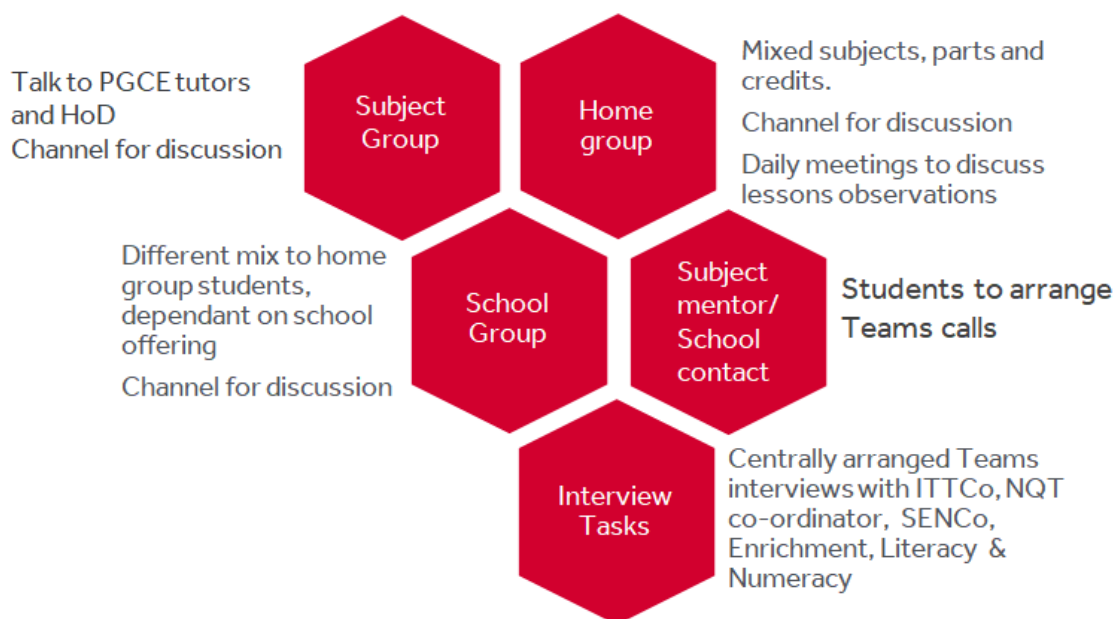 Talk to PGCE tutors
and HoD
Channel for discussion
Subject
Group
Home
group
Mixed subjects, parts and
credits.
Channel for discussion
Daily meetings to discuss
lessons observations
Different mix to home
group students,
dependant on school
offering
Channel for discussion
School
Group
Subject
mentor/
School
contact
Students to arrange
Teams calls
Interview
Tasks
Centrally arranged Teams
interviews with ITTCo, NQT
co-ordinator, SENCo,
Enrichment, Literacy &
Numeracy